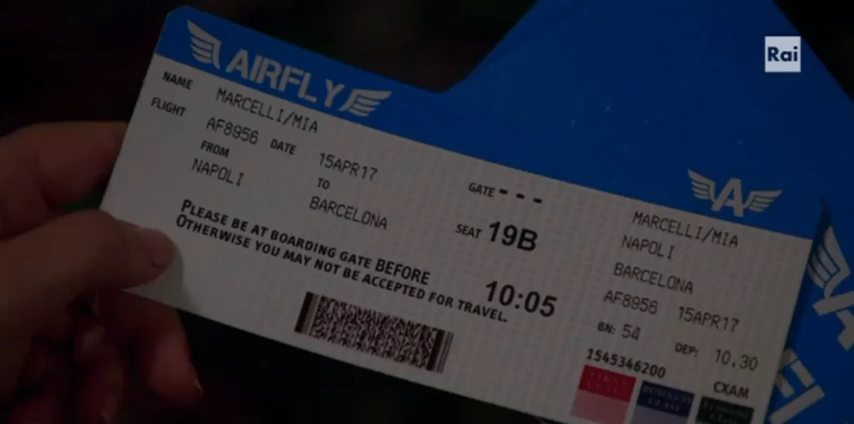 Rai
AIRFLY
NAME MARCELLI/MIA
FLIGHT AF8956 DATE 15APR17
FROM NAPOLI TO BARCELONA
GATE ---
SEAT 19B
PLEASE BE AT BOARDING GATE BEFORE 10:05
OTHERWISE YOU MAY NOT BE ACCEPTED FOR TRAVEL.
A
MARCELLI/MIA
NAPOLI
BARCELONA
AF8956 15APR17
BN: 54 DEP: 10.30
1545346200 CXAM
BUSINESS
CLASS